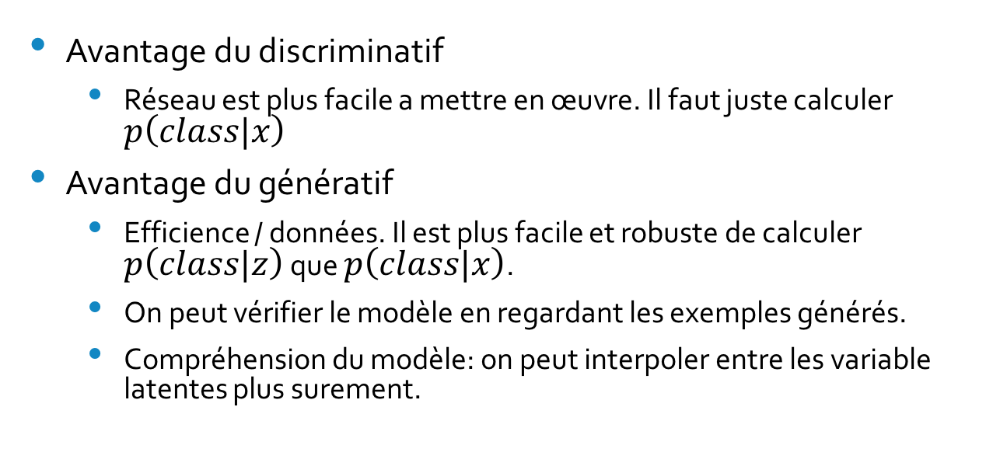 • Avantage du discriminatif
• Réseau est plus facile a mettre en œuvre. Il faut juste calculer
p(class|x)
• Avantage du génératif
• Efficience / données. Il est plus facile et robuste de calculer
p(class|z) que p(class|x).
• On peut vérifier le modèle en regardant les exemples générés.
• Compréhension du modèle: on peut interpoler entre les variable
latentes plus surement.